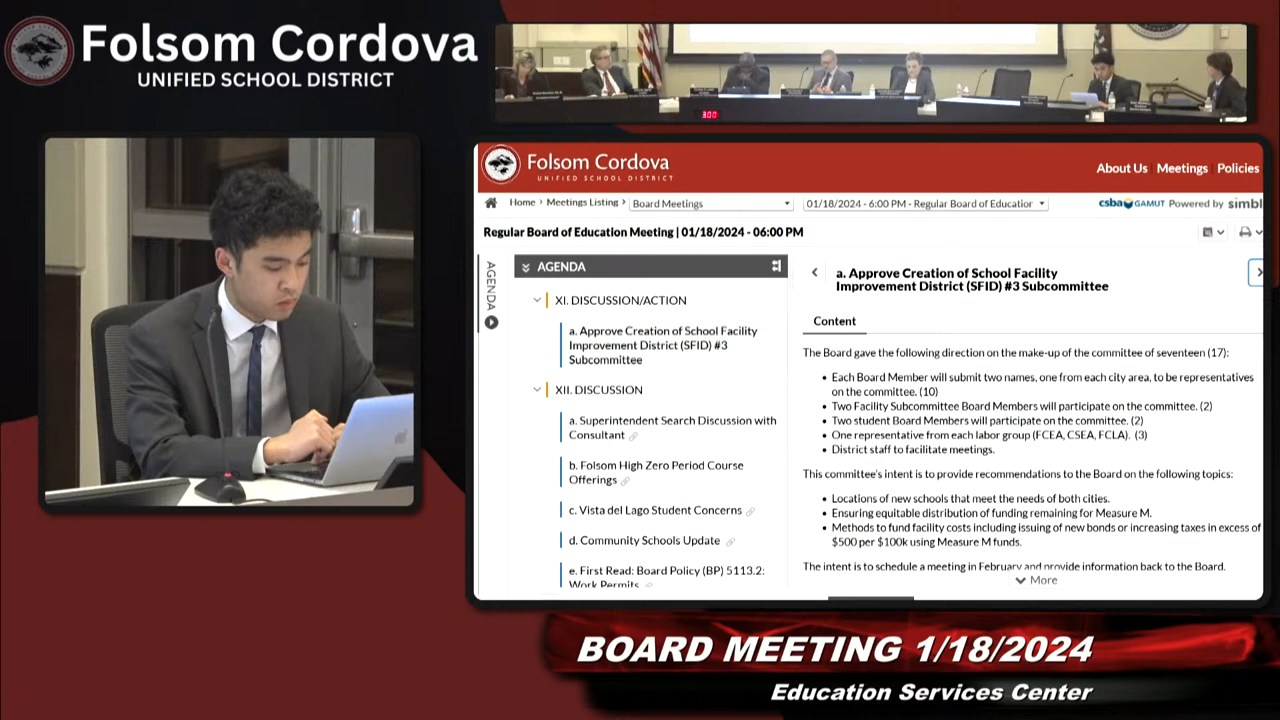 Folsom Cordova
UNIFIED SCHOOL DISTRICT
3:00
Folsom Cordova
UNIFIED SCHOOL DISTRICT
About Us Meetings Policies
Home > Meetings Listing > Board Meetings
01/18/2024 - 6:00 PM - Regular Board of Educatior
csba GAMUT Powered by simbl
Regular Board of Education Meeting | 01/18/2024 - 06:00 PM
AGENDA
AGENDA
XI. DISCUSSION/ACTION
a. Approve Creation of School Facility
Improvement District (SFID) #3
Subcommittee
XII. DISCUSSION
a. Superintendent Search Discussion with
Consultant
b. Folsom High Zero Period Course
Offerings
c. Vista del Lago Student Concerns
d. Community Schools Update
e. First Read: Board Policy (BP) 5113.2:
Work Permits
a. Approve Creation of School Facility
Improvement District (SFID) #3 Subcommittee
Content
The Board gave the following direction on the make-up of the committee of seventeen (17):
• Each Board Member will submit two names, one from each city area, to be representatives
on the committee. (10)
• Two Facility Subcommittee Board Members will participate on the committee. (2)
• Two student Board Members will participate on the committee. (2)
• One representative from each labor group (FCEA, CSEA, FCLA). (3)
• District staff to facilitate meetings.
This committee's intent is to provide recommendations to the Board on the following topics:
• Locations of new schools that meet the needs of both cities.
• Ensuring equitable distribution of funding remaining for Measure M.
• Methods to fund facility costs including issuing of new bonds or increasing taxes in excess of
$500 per $100k using Measure M funds.
The intent is to schedule a meeting in February and provide information back to the Board.
More
BOARD MEETING 1/18/2024
Education Services Center